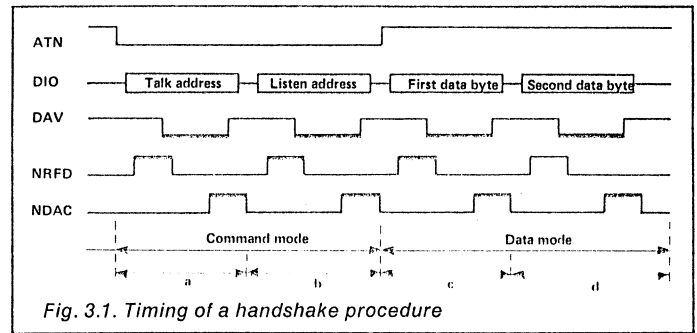 ATN
DIO Talk address Listen address First data byte Second data byte
DAV
NRFD
NDAC
Command mode Data mode
a b c d
Fig. 3.1. Timing of a handshake procedure